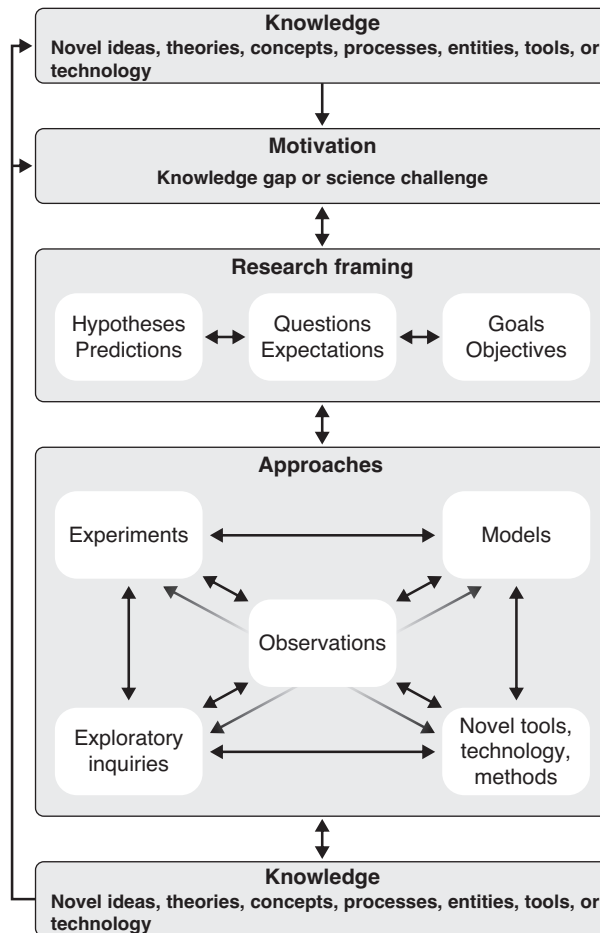 Knowledge
Novel ideas, theories, concepts, processes, entities, tools, or
technology
Motivation
Knowledge gap or science challenge
Research framing
Hypotheses
Predictions
Questions
Expectations
Goals
Objectives
Approaches
Experiments
Models
Observations
Exploratory
inquiries
Novel tools,
technology,
methods
Knowledge
Novel ideas, theories, concepts, processes, entities, tools, or
technology